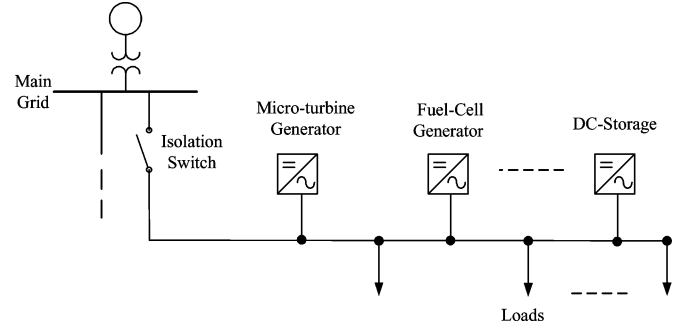 Main
Grid
Isolation
Switch
Micro-turbine
Generator
Fuel-Cell
Generator
DC-Storage
Loads